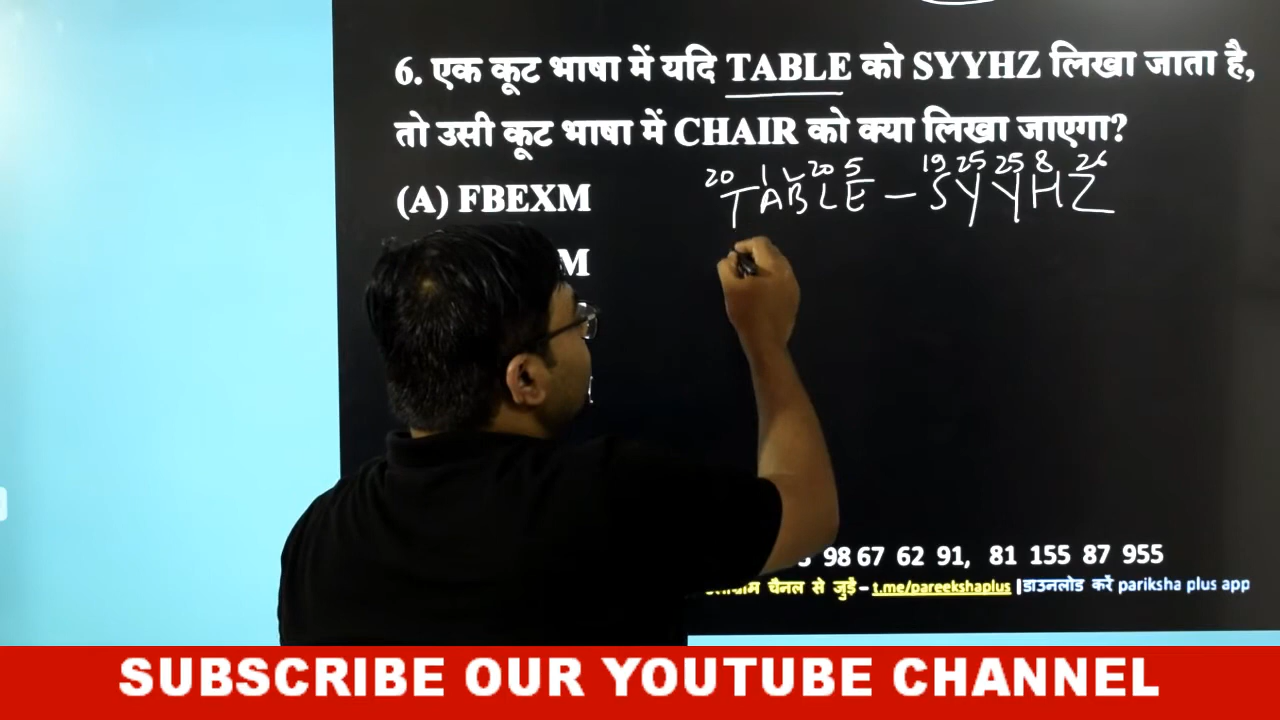 6. एक कूट भाषा में यदि TABLE को SYYHZ लिखा जाता है,
तो उसी कूट भाषा में CHAIR को क्या लिखा जाएगा?
20 1 2 20 5 19 25 25 8 26
(A) FBEXM
TABLE – SYYHZ
M
98 67 62 91, 81 155 87 955
चैनल से जुड़ें – t.me/pareekshaplus |डाउनलोड करें pariksha plus app
SUBSCRIBE OUR YOUTUBE CHANNEL